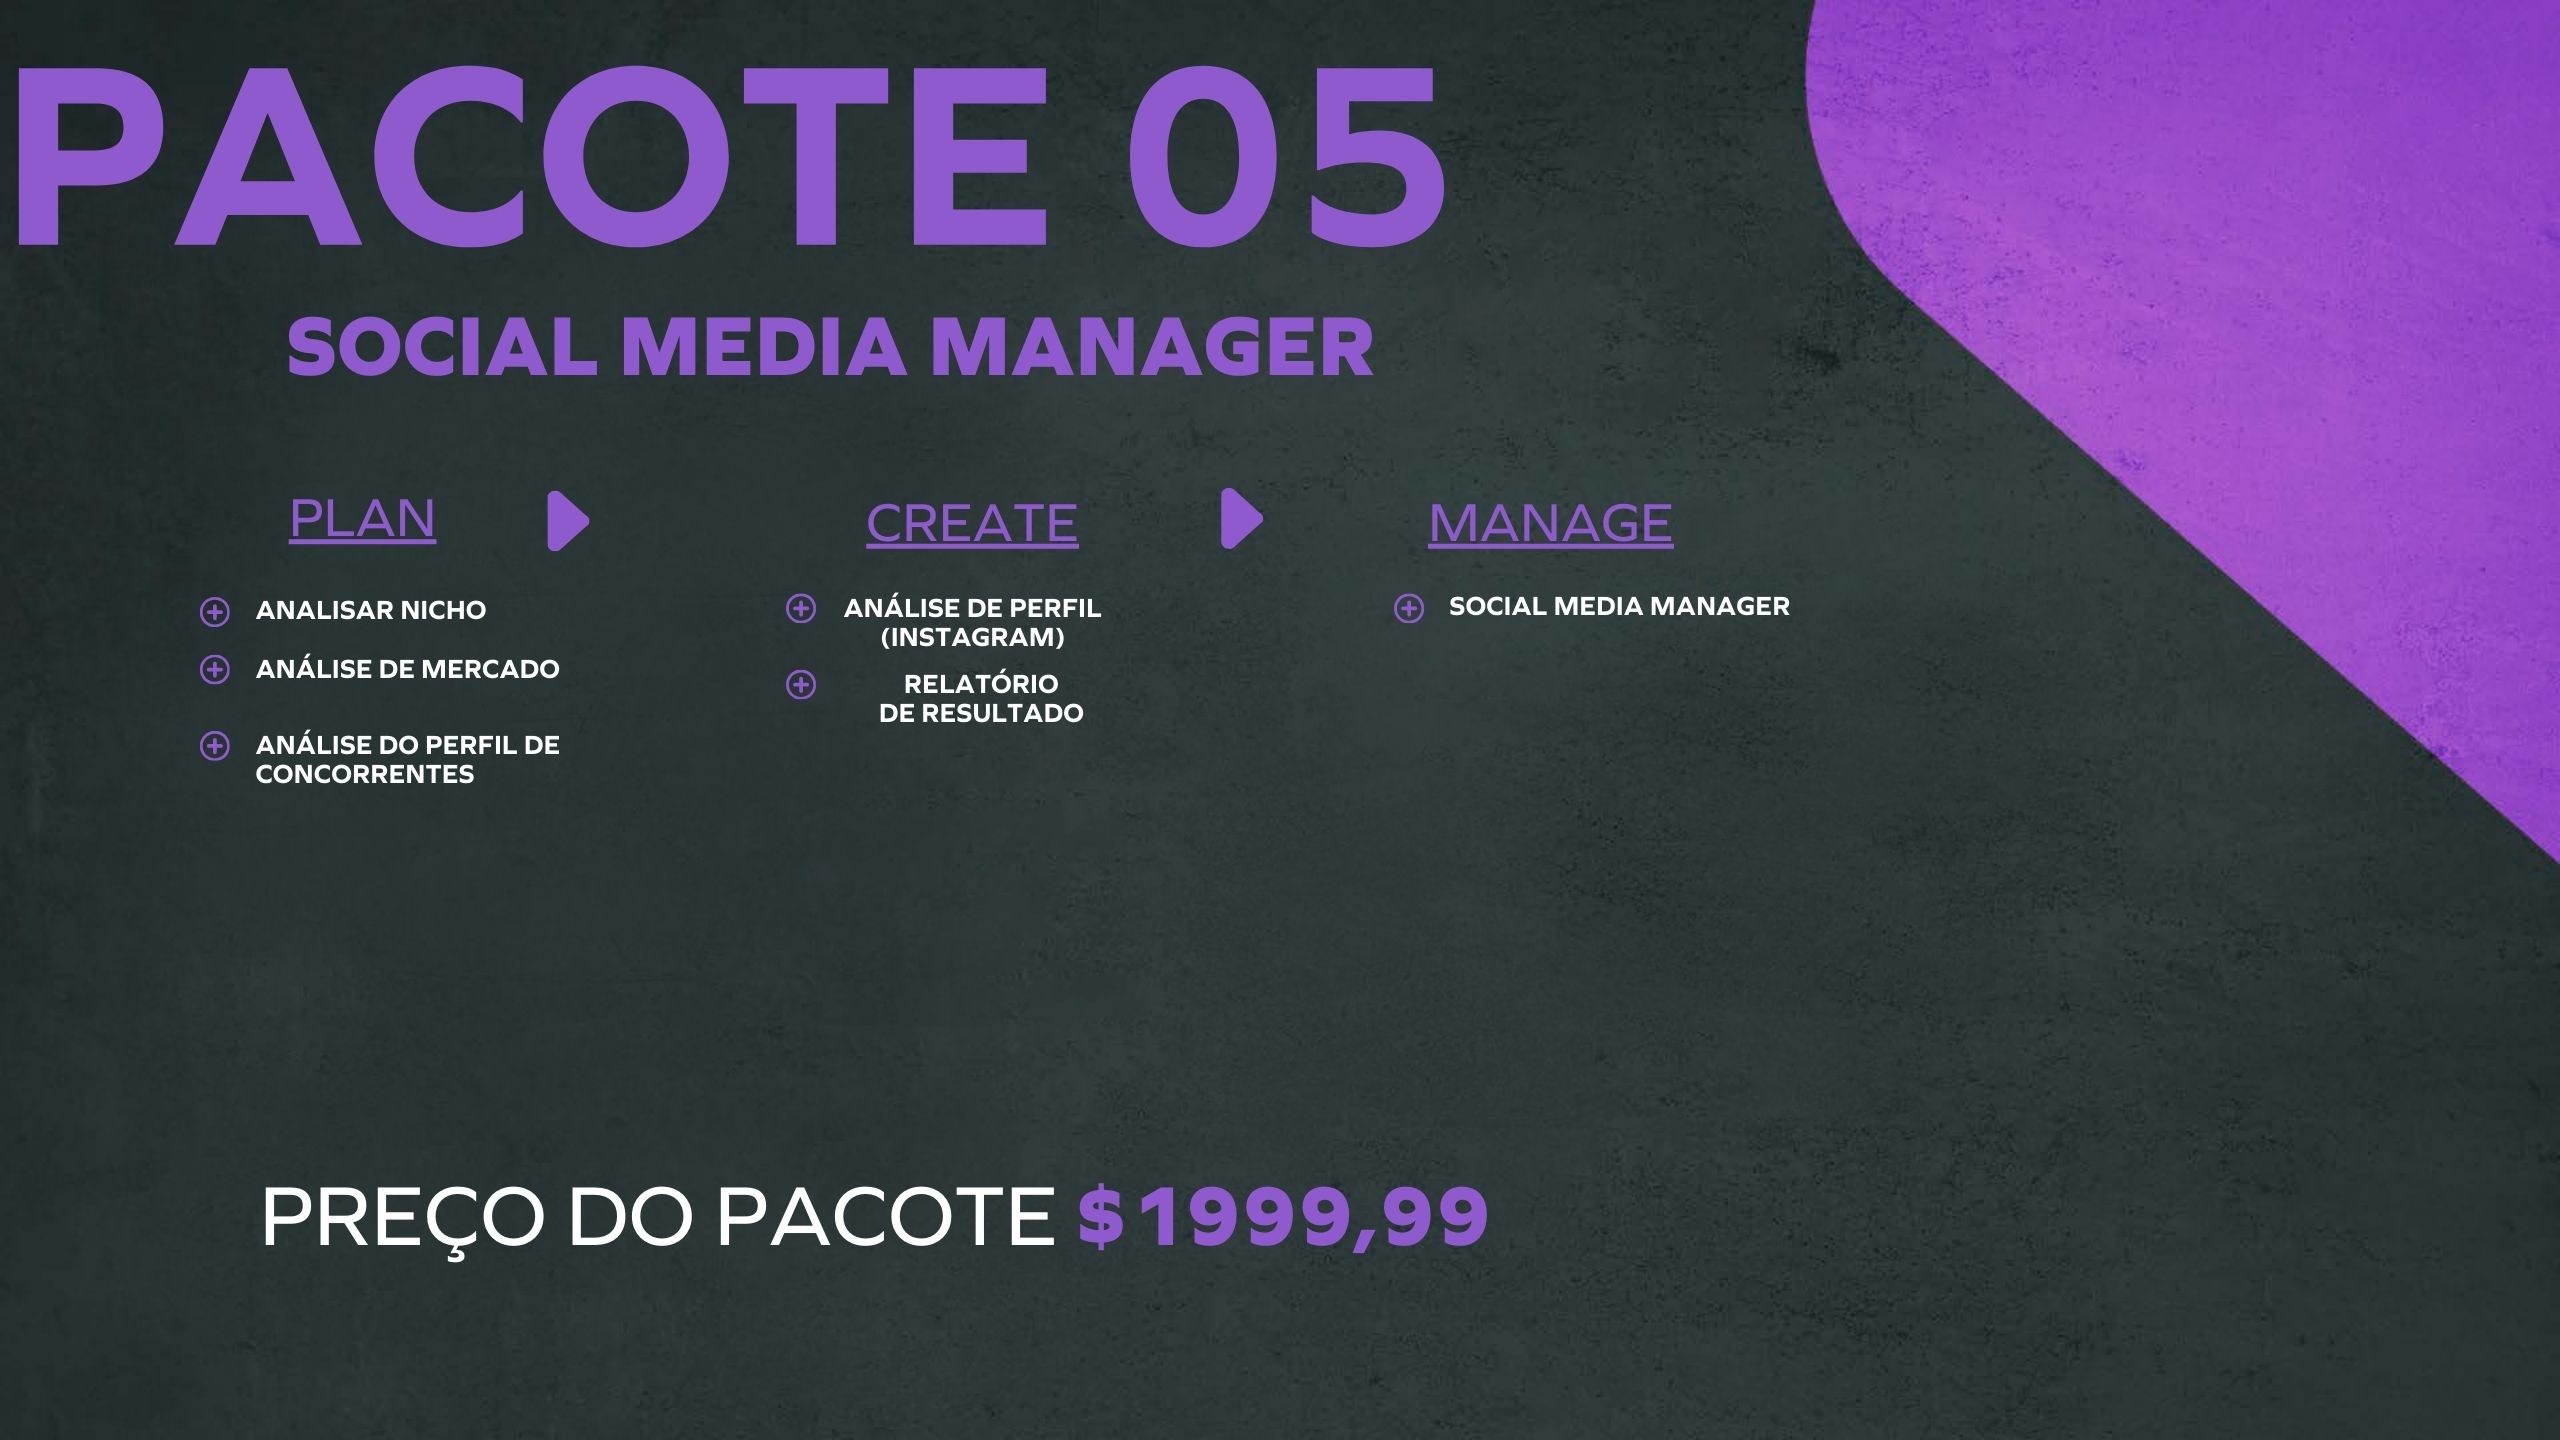 PACOTE 05
SOCIAL MEDIA MANAGER
PLAN
ANALISAR NICHO
ANÁLISE DE MERCADO
ANÁLISE DO PERFIL DE
CONCORRENTES
CREATE
ANÁLISE DE PERFIL
(INSTAGRAM)
RELATÓRIO
DE RESULTADO
MANAGE
SOCIAL MEDIA MANAGER
PREÇO DO PACOTE $1999,99